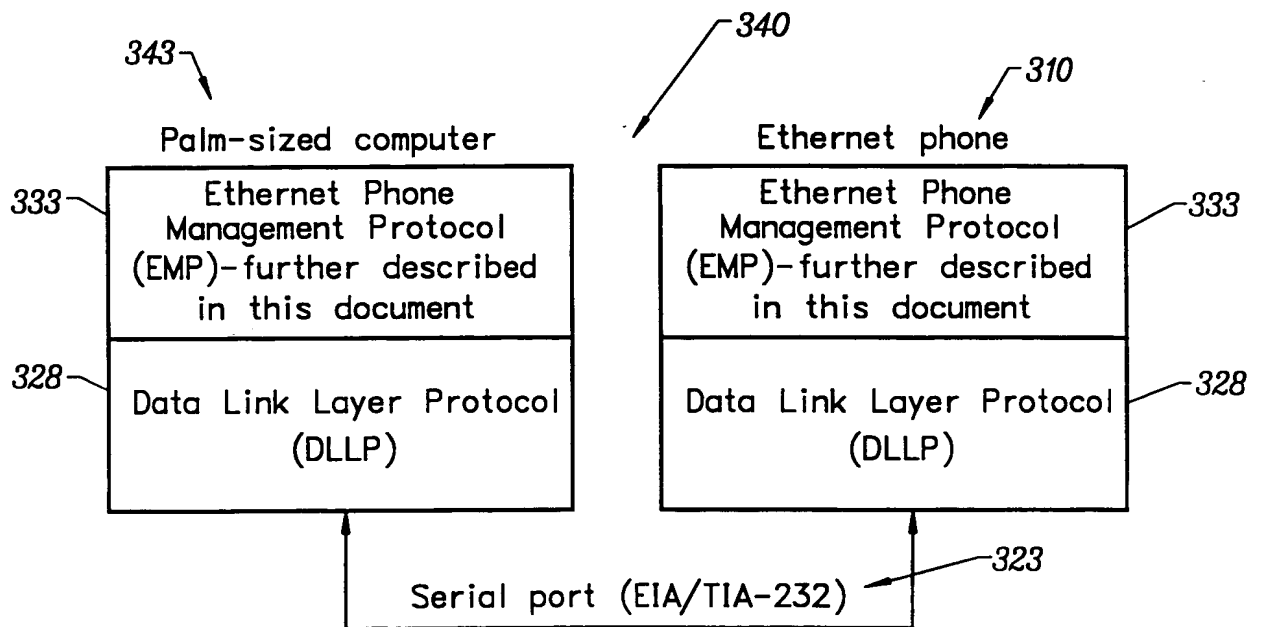 340
343
310
Palm-sized computer
Ethernet phone
333
Ethernet Phone
Management Protocol
(EMP)-further described
in this document
Ethernet Phone
Management Protocol
(EMP)-further described
in this document
333
328
Data Link Layer Protocol
(DLLP)
Data Link Layer Protocol
(DLLP)
328
323
Serial port (EIA/TIA-232)